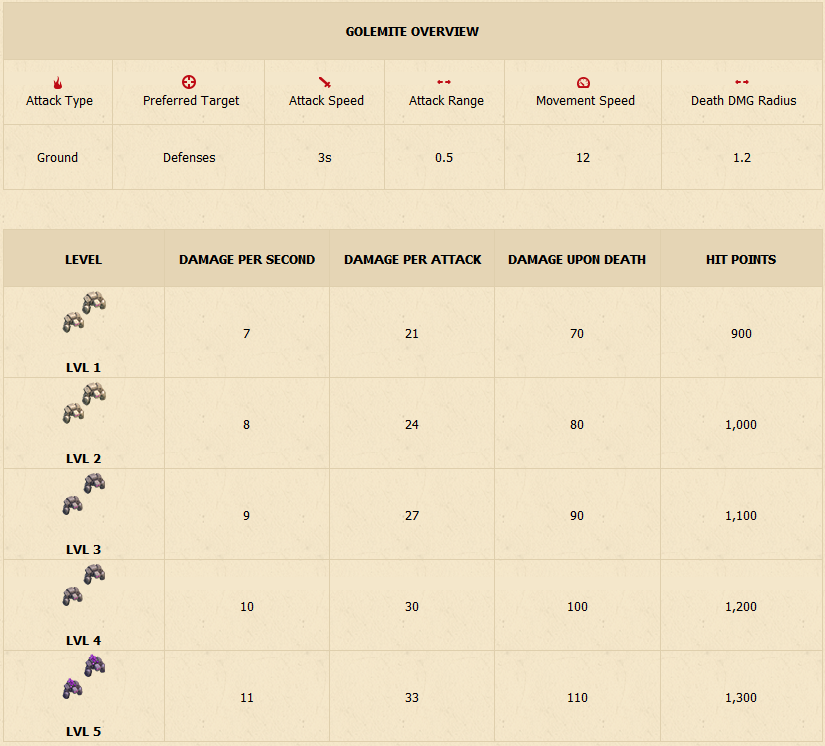 GOLEMITE OVERVIEW
Attack Type Preferred Target Attack Speed Attack Range Movement Speed Death DMG Radius
Ground Defenses 3s 0.5 12 1.2
LEVEL DAMAGE PER SECOND DAMAGE PER ATTACK DAMAGE UPON DEATH HIT POINTS
7 21 70 900
LVL 1
8 24 80 1,000
LVL 2
9 27 90 1,100
LVL 3
10 30 100 1,200
LVL 4
11 33 110 1,300
LVL 5